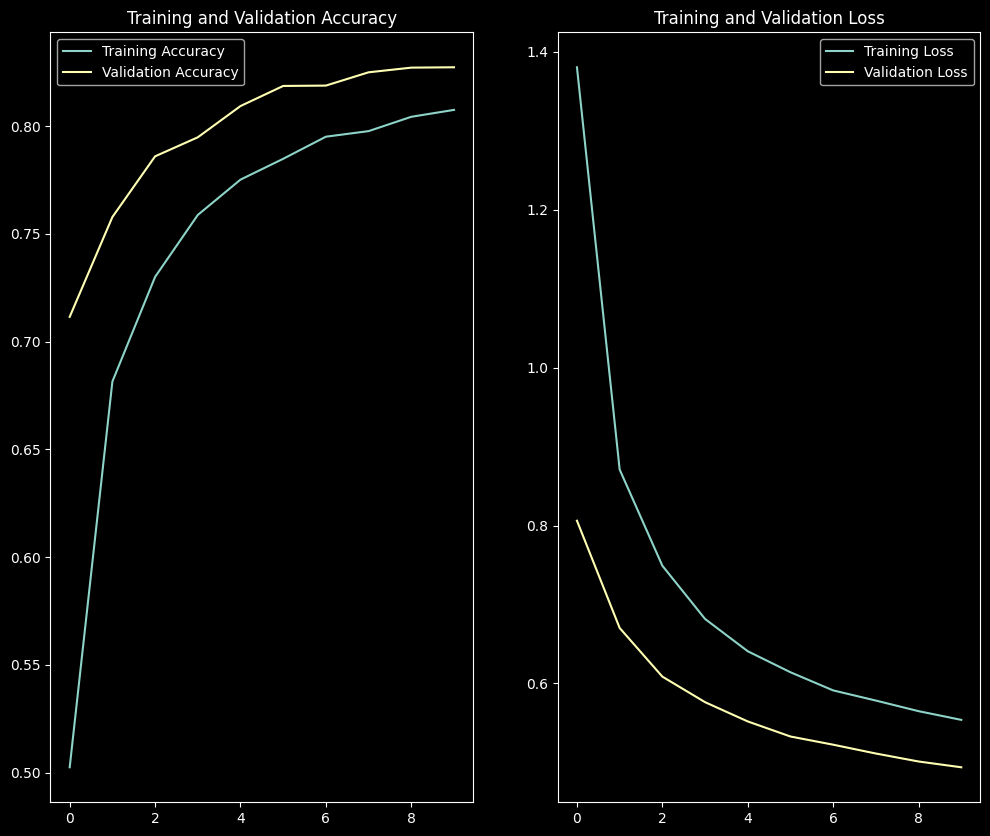 Training and Validation Accuracy
Training Accuracy
Validation Accuracy
0.80
0.75
0.70
0.65
0.60
0.55
0.50
0 2 4 6 8
Training and Validation Loss
Training Loss
Validation Loss
1.4
1.2
1.0
0.8
0.6
0 2 4 6 8